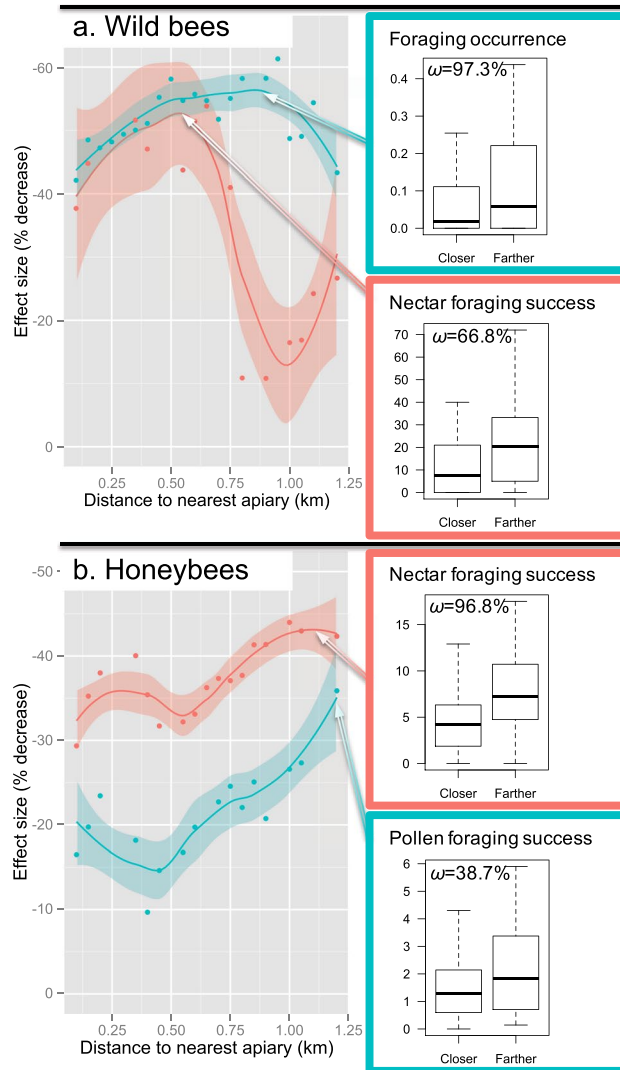 a. Wild bees
-60
-40
-20
0
Effect size (% decrease)
0.25 0.50 0.75 1.00 1.25
Distance to nearest apiary (km)
Foraging occurrence
ω=97.3%
0.4
0.3
0.2
0.1
0.0
Closer Farther
Nectar foraging success
ω=66.8%
70
60
50
40
30
20
10
0
Closer Farther
b. Honeybees
-50
-40
-30
-20
-10
0
Effect size (% decrease)
0.25 0.50 0.75 1.00 1.25
Distance to nearest apiary (km)
Nectar foraging success
ω=96.8%
15
10
5
0
Closer Farther
Pollen foraging success
ω=38.7%
6
5
4
3
2
1
0
Closer Farther